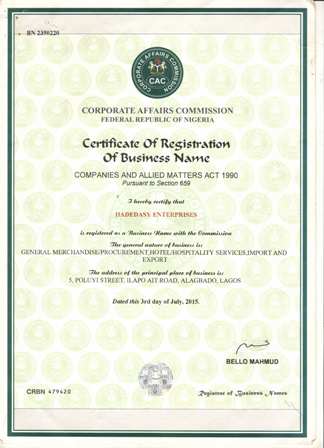 BN 2350220
CORPORATE AFFAIRS COMMISSION
CAC
CORPORATE AFFAIRS COMMISSION
FEDERAL REPUBLIC OF NIGERIA
Certificate Of Registration
Of Business Name
COMPANIES AND ALLIED MATTERS ACT 1990
Pursuant to Section 659
I hereby certify that
HADEDASY ENTERPRISES
is registered as a Business Name with the Commission
The general nature of business is:
GENERAL MERCHANDISE/PROCUREMENT,HOTEL/HOSPITALITY SERVICES,IMPORT AND
EXPORT
The address of the principal place of business is:
5, POLUYI STREET, ILAPO AIT ROAD, ALAGBADO, LAGOS
Dated this 3rd day of July, 2015.
BELLO MAHMUD
CRBN 479420
Registrar of Business Names